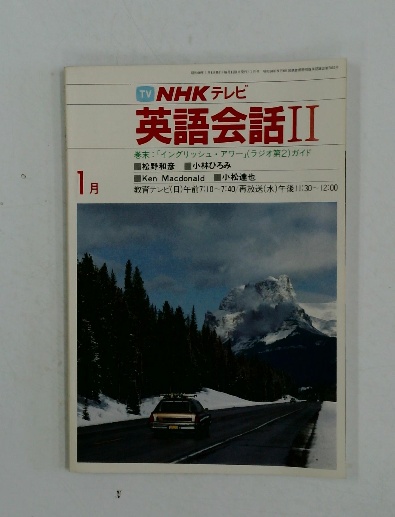 TV NHKテレビ
英語会話II
巻末:「イングリッシュ・アワー」(ラジオ第2)ガイド
■松野和彦 ■小林ひろみ
■Ken Macdonald ■小松達也
教育テレビ(日)午前7:10~7:40/再放送(水)午後11:30~12:00
1月